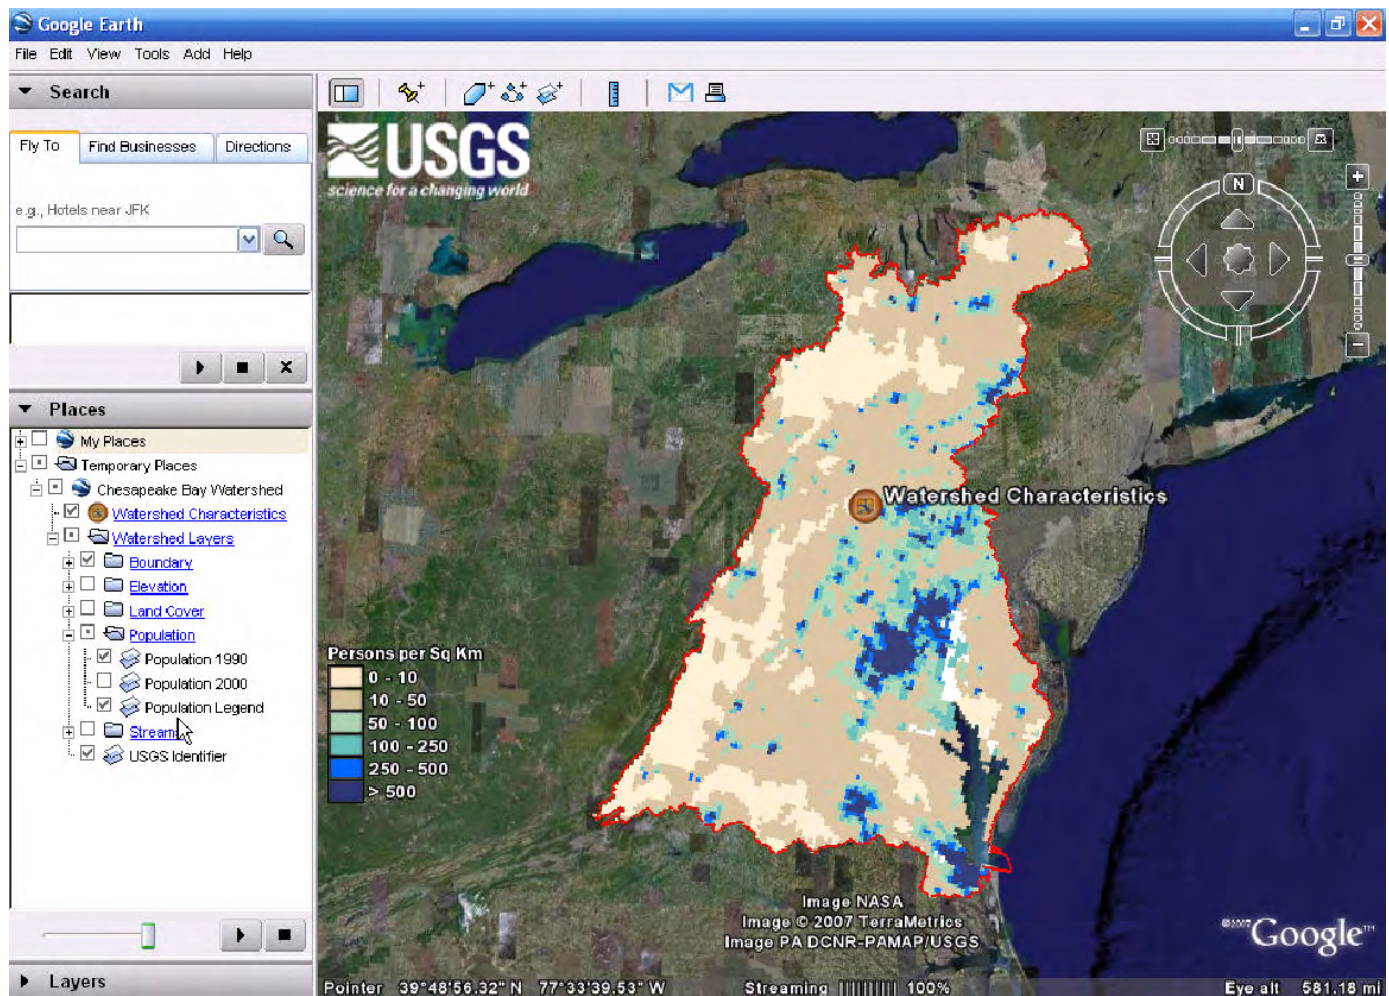 Google Earth
File Edit View Tools Add Help
Search
Fly To Find Businesses Directions
e.g., Hotels near JFK
Places
My Places
Temporary Places
Chesapeake Bay Watershed
Watershed Characteristics
Watershed Layers
Boundary
Elevation
Land Cover
Population
Population 1990
Population 2000
Population Legend
Stream
USGS Identifier
Layers
USGS
science for a changing world
N
Watershed Characteristics
Persons per Sq Km
0 - 10
10 - 50
50 - 100
100 - 250
250 - 500
> 500
Image NASA
Image © 2007 TerraMetrics
Image PA DCNR-PAMAP/USGS
©2007 Google™
Pointer 39°48'56.32" N 77°33'39.53" W Streaming 100% Eye alt 581.18 mi